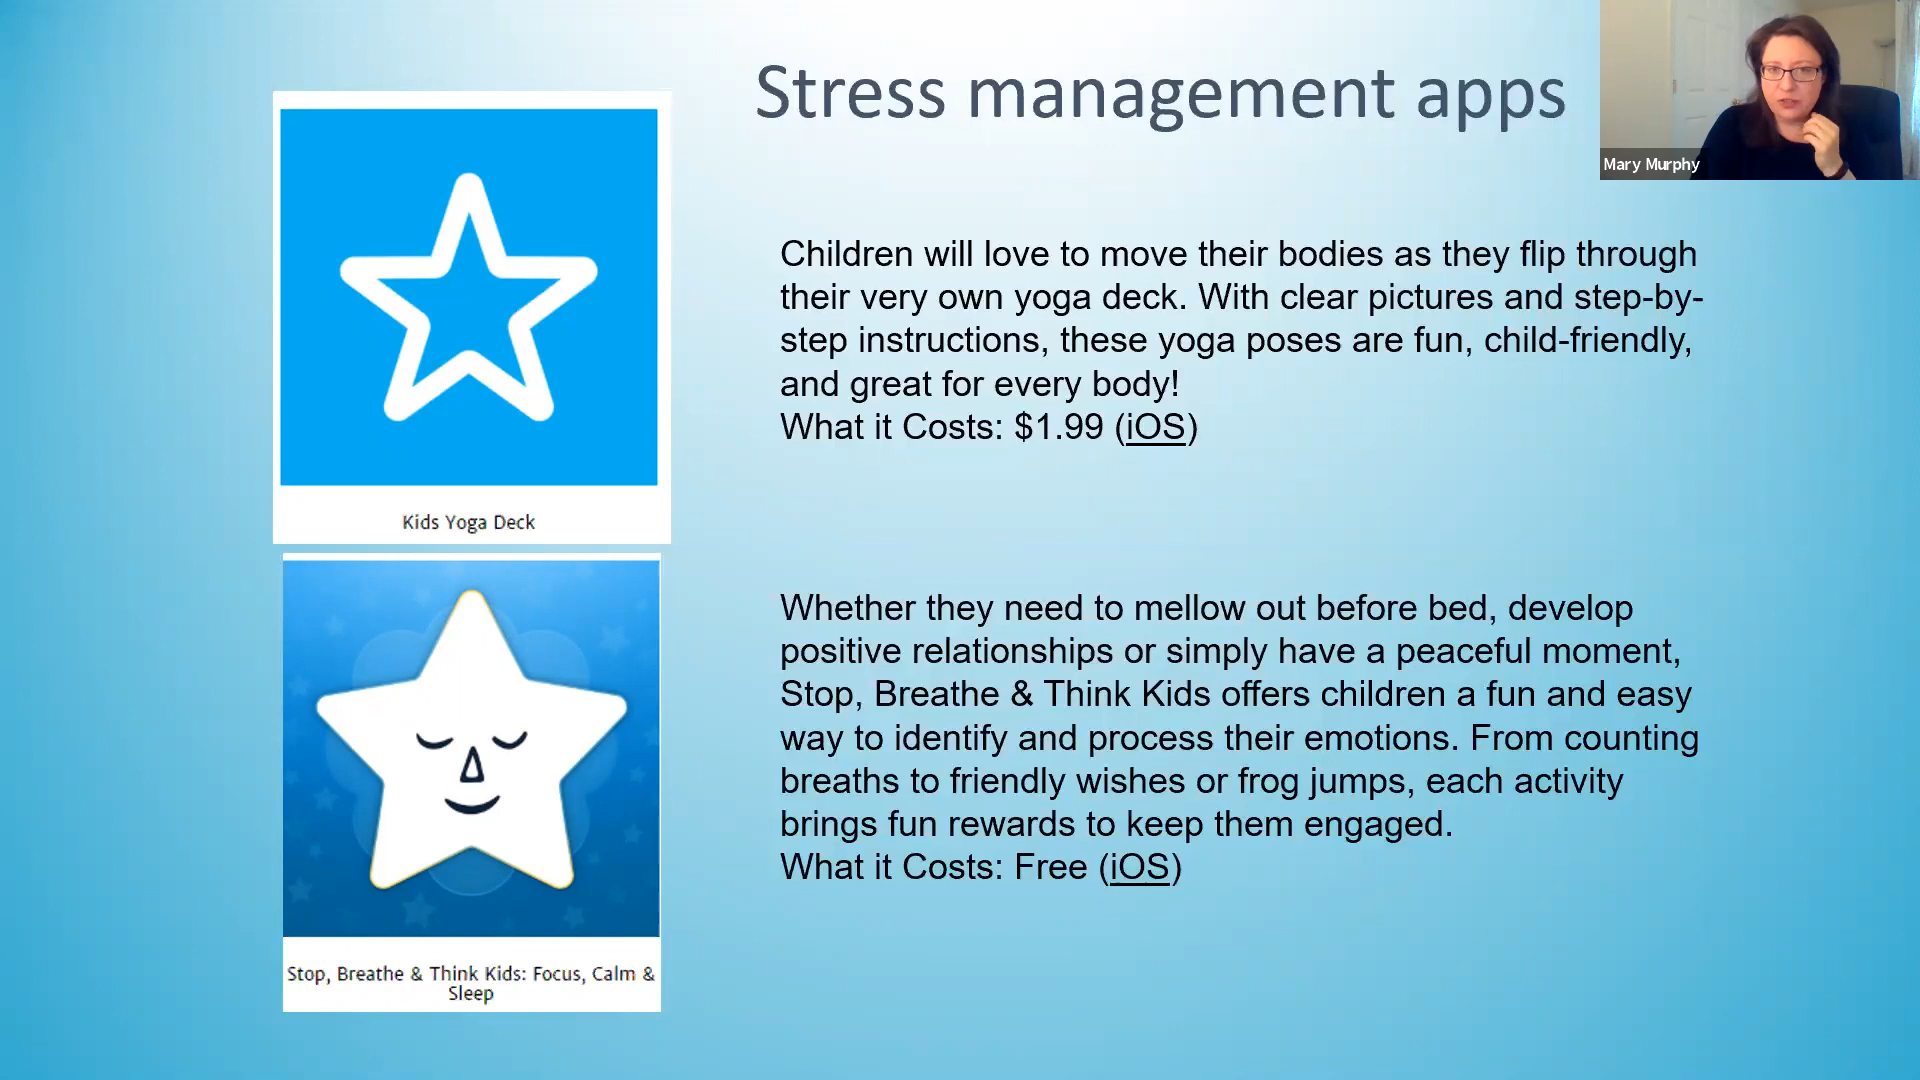 Stress management apps
Mary Murphy
Children will love to move their bodies as they flip through
their very own yoga deck. With clear pictures and step-by-
step instructions, these yoga poses are fun, child-friendly,
and great for every body!
What it Costs: $1.99 (iOS)
Kids Yoga Deck
Whether they need to mellow out before bed, develop
positive relationships or simply have a peaceful moment,
Stop, Breathe & Think Kids offers children a fun and easy
way to identify and process their emotions. From counting
breaths to friendly wishes or frog jumps, each activity
brings fun rewards to keep them engaged.
What it Costs: Free (iOS)
Stop, Breathe & Think Kids: Focus, Calm &
Sleep